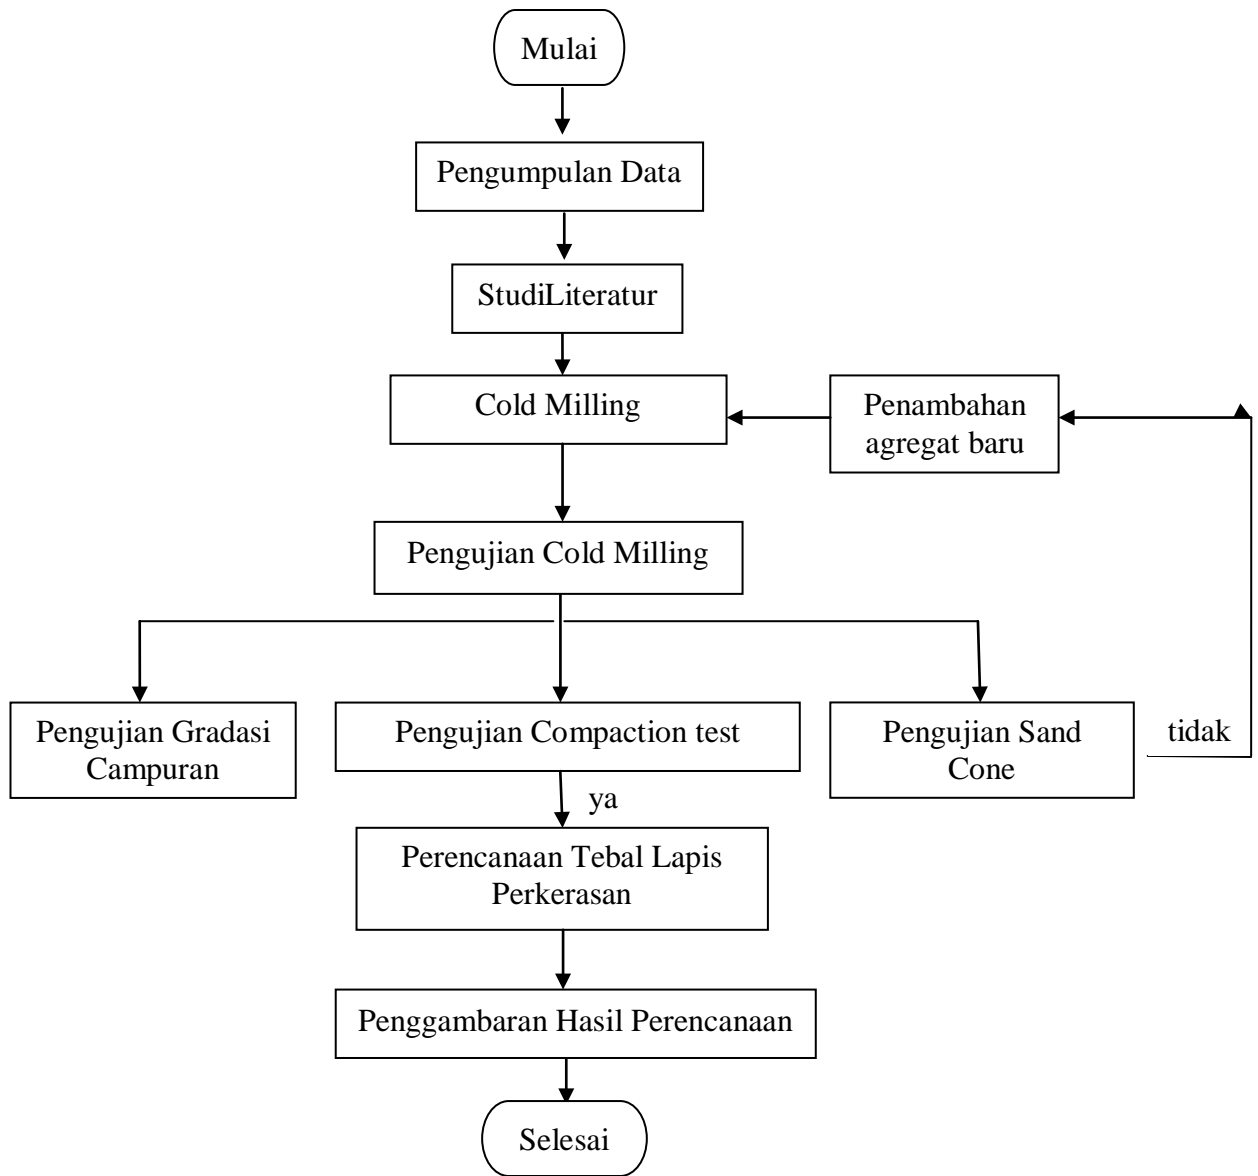 Mulai
Pengumpulan Data
StudiLiteratur
Cold Milling
Penambahan
agregat baru
Pengujian Cold Milling
Pengujian Gradasi
Campuran
Pengujian Compaction test
Pengujian Sand
Cone
tidak
ya
Perencanaan Tebal Lapis
Perkerasan
Penggambaran Hasil Perencanaan
Selesai